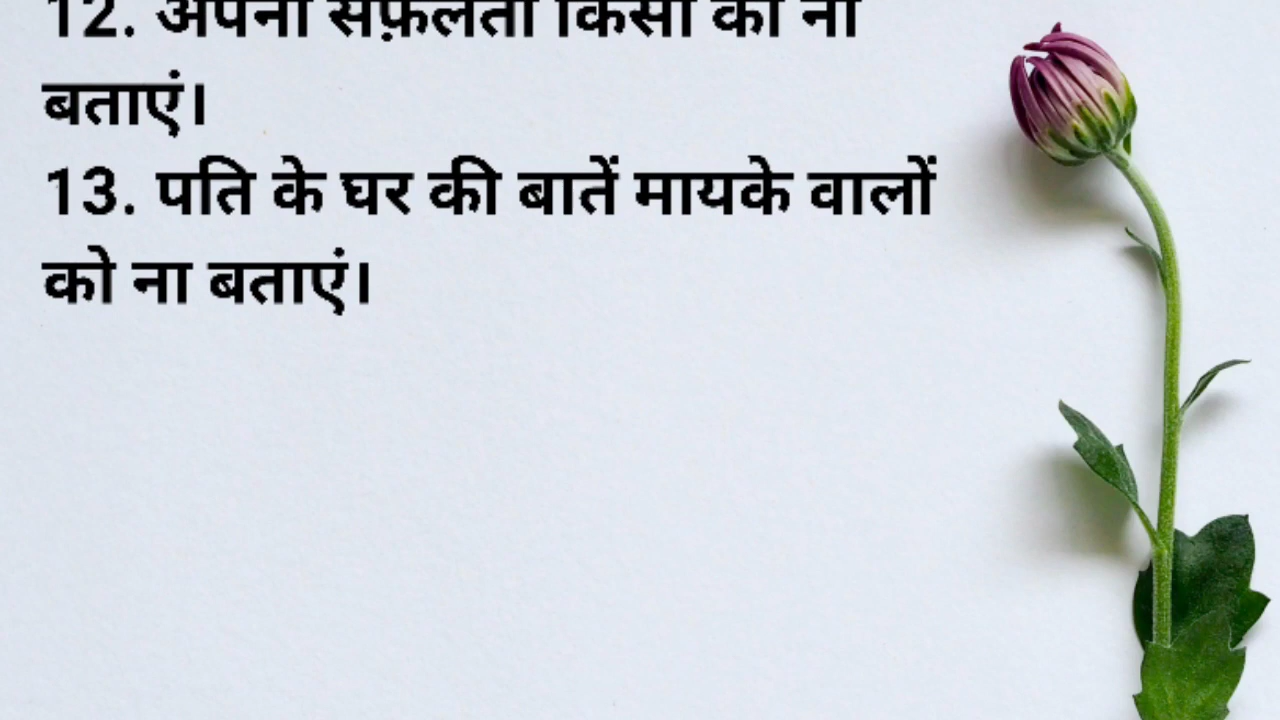 12. अपनी सफ़लता किसी को ना
बताएं।
13. पति के घर की बातें मायके वालों
को ना बताएं।